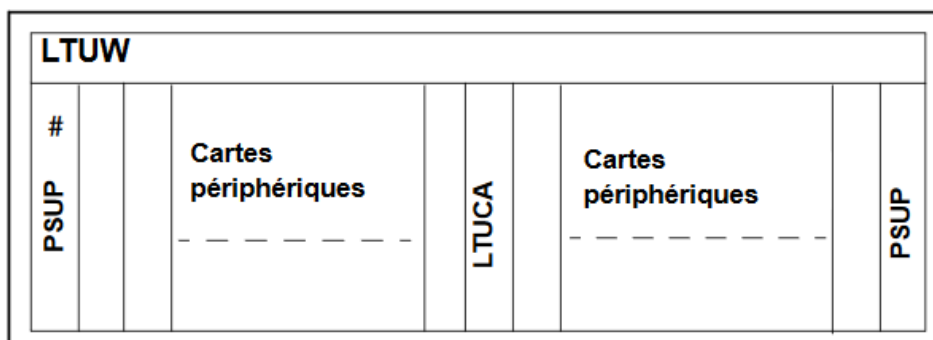 LTUW
#
PSUP
Cartes
périphériques
LTUCA
Cartes
périphériques
PSUP